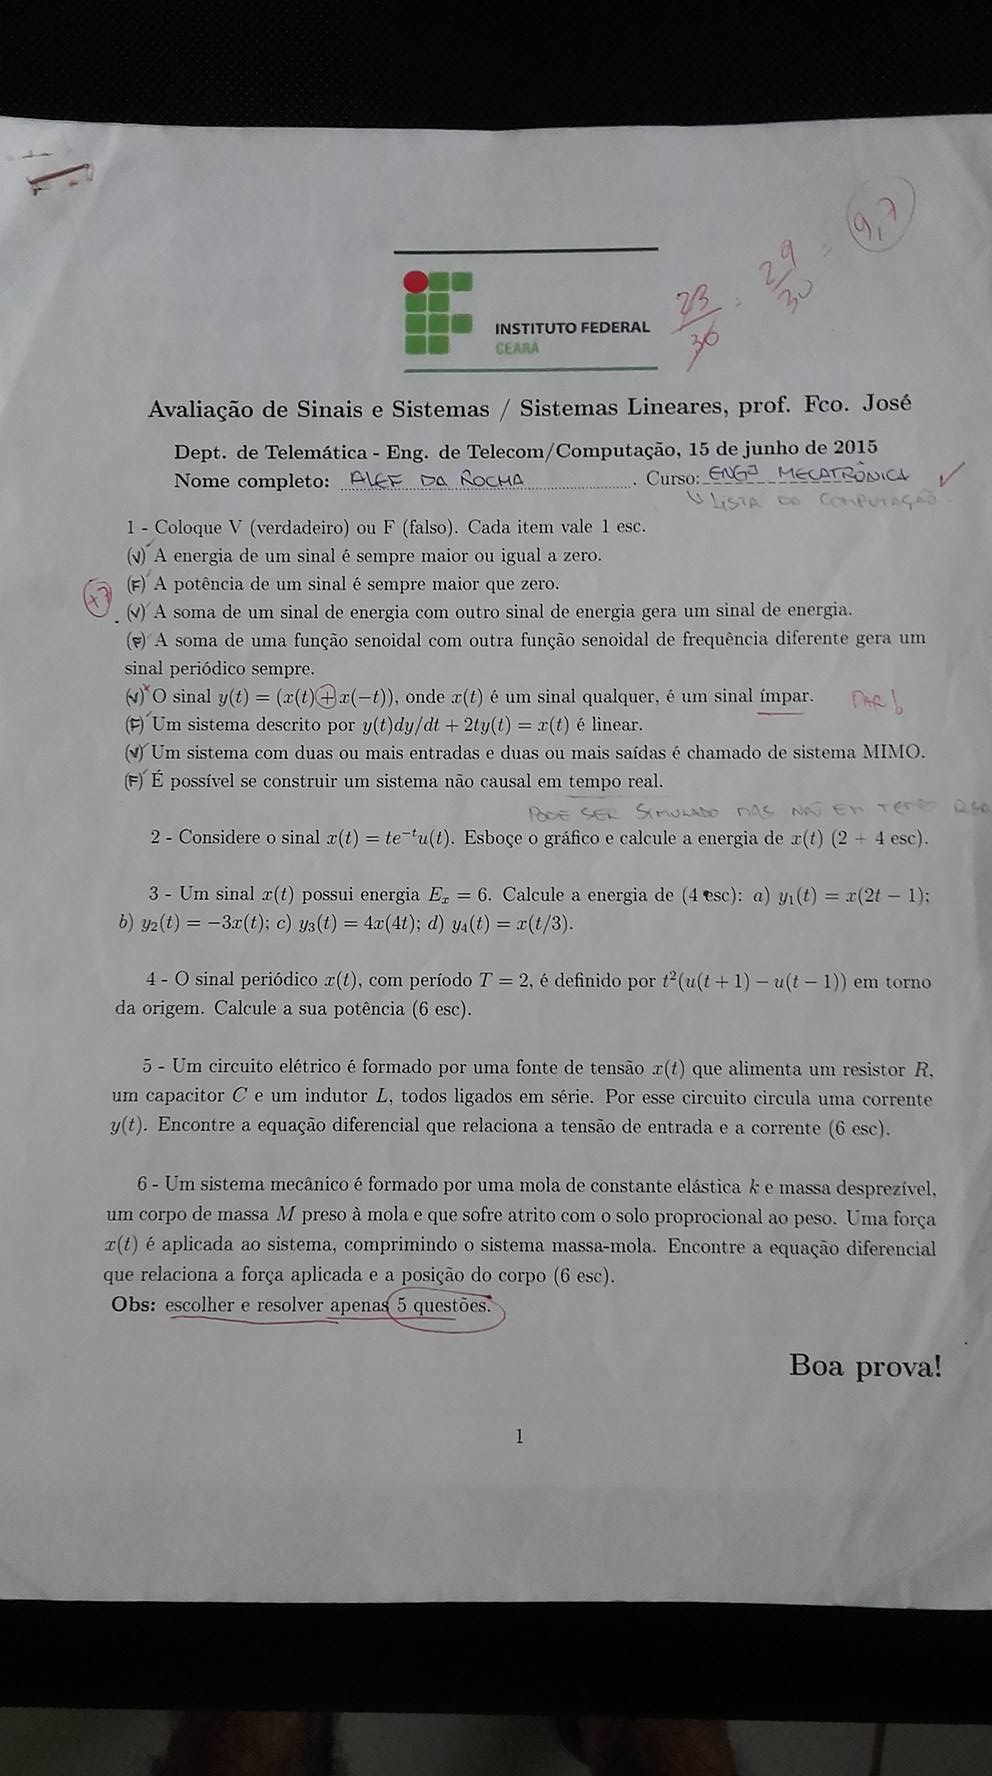 9,7
23/36 = 29/30 =
INSTITUTO FEDERAL
CEARÁ
Avaliação de Sinais e Sistemas / Sistemas Lineares, prof. Fco. José
Dept. de Telemática - Eng. de Telecom/Computação, 15 de junho de 2015
Nome completo: ALEF DA ROCHA. Curso: ENGª MECATRÔNICA
LISTA DA COMPUTAÇÃO.
1 - Coloque V (verdadeiro) ou F (falso). Cada item vale 1 esc.
(V) A energia de um sinal é sempre maior ou igual a zero.
(F) A potência de um sinal é sempre maior que zero.
+7
(V) A soma de um sinal de energia com outro sinal de energia gera um sinal de energia.
(F) A soma de uma função senoidal com outra função senoidal de frequência diferente gera um
sinal periódico sempre.
(V) O sinal y(t) = (x(t) + x(−t)), onde x(t) é um sinal qualquer, é um sinal ímpar. PAR!
(F) Um sistema descrito por y(t)dy/dt + 2ty(t) = x(t) é linear.
(V) Um sistema com duas ou mais entradas e duas ou mais saídas é chamado de sistema MIMO.
(F) É possível se construir um sistema não causal em tempo real.
PODE SER SIMULADO MAS NÃO EM TEMPO
2 - Considere o sinal x(t) = te⁻ᵗu(t). Esboçe o gráfico e calcule a energia de x(t) (2 + 4 esc).
3 - Um sinal x(t) possui energia Eₓ = 6. Calcule a energia de (4 esc): a) y₁(t) = x(2t − 1);
b) y₂(t) = −3x(t); c) y₃(t) = 4x(4t); d) y₄(t) = x(t/3).
4 - O sinal periódico x(t), com período T = 2, é definido por t²(u(t + 1) − u(t − 1)) em torno
da origem. Calcule a sua potência (6 esc).
5 - Um circuito elétrico é formado por uma fonte de tensão x(t) que alimenta um resistor R,
um capacitor C e um indutor L, todos ligados em série. Por esse circuito circula uma corrente
y(t). Encontre a equação diferencial que relaciona a tensão de entrada e a corrente (6 esc).
6 - Um sistema mecânico é formado por uma mola de constante elástica k e massa desprezível,
um corpo de massa M preso à mola e que sofre atrito com o solo proprocional ao peso. Uma força
x(t) é aplicada ao sistema, comprimindo o sistema massa-mola. Encontre a equação diferencial
que relaciona a força aplicada e a posição do corpo (6 esc).
Obs: escolher e resolver apenas 5 questões.
Boa prova!
1